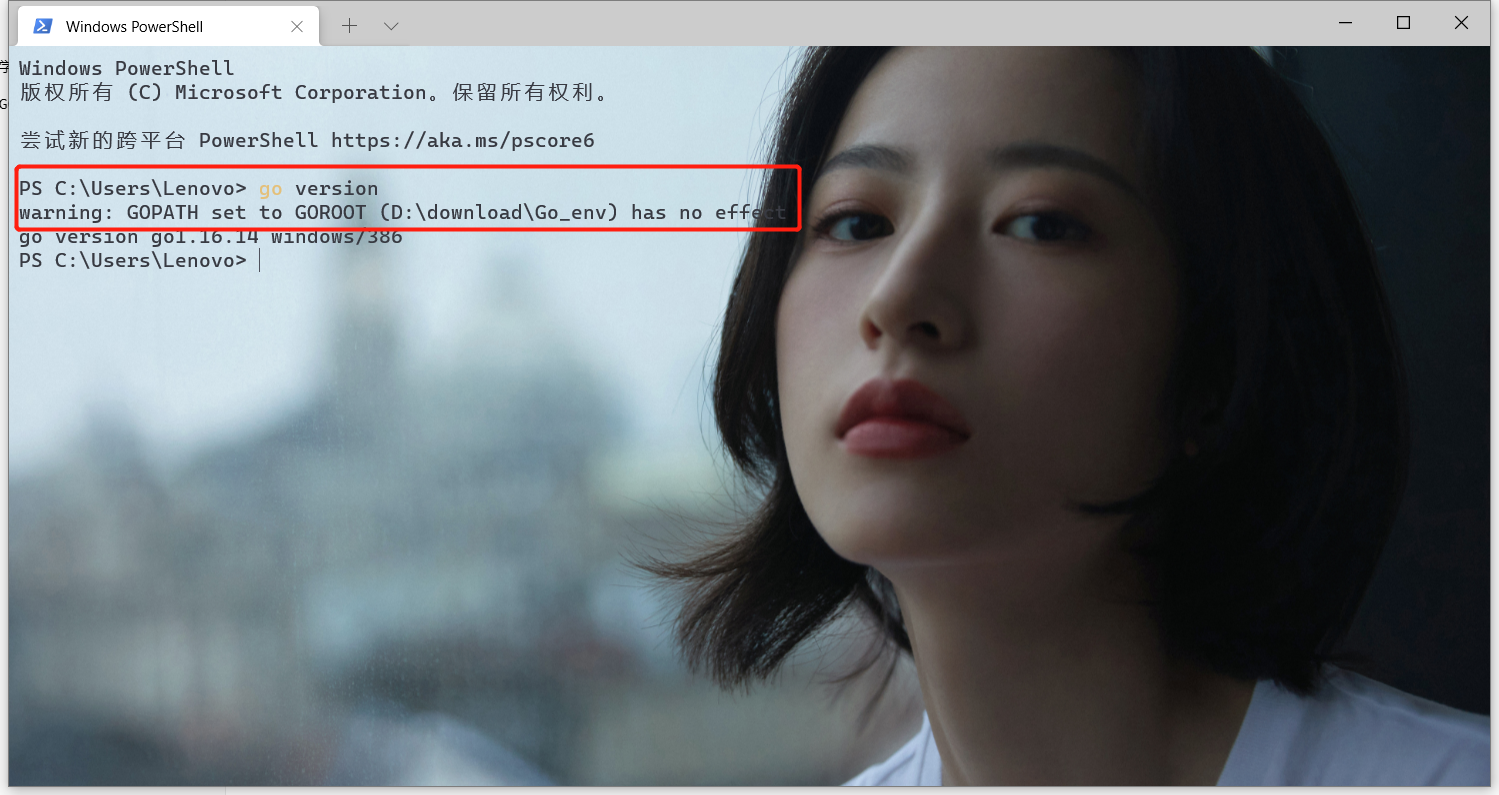 Windows PowerShell
Windows PowerShell
版权所有 (C) Microsoft Corporation。保留所有权利。
尝试新的跨平台 PowerShell https://aka.ms/pscore6
PS C:\Users\Lenovo> go version
warning: GOPATH set to GOROOT (D:\download\Go_env) has no effect
go version go1.16.14 windows/386
PS C:\Users\Lenovo>